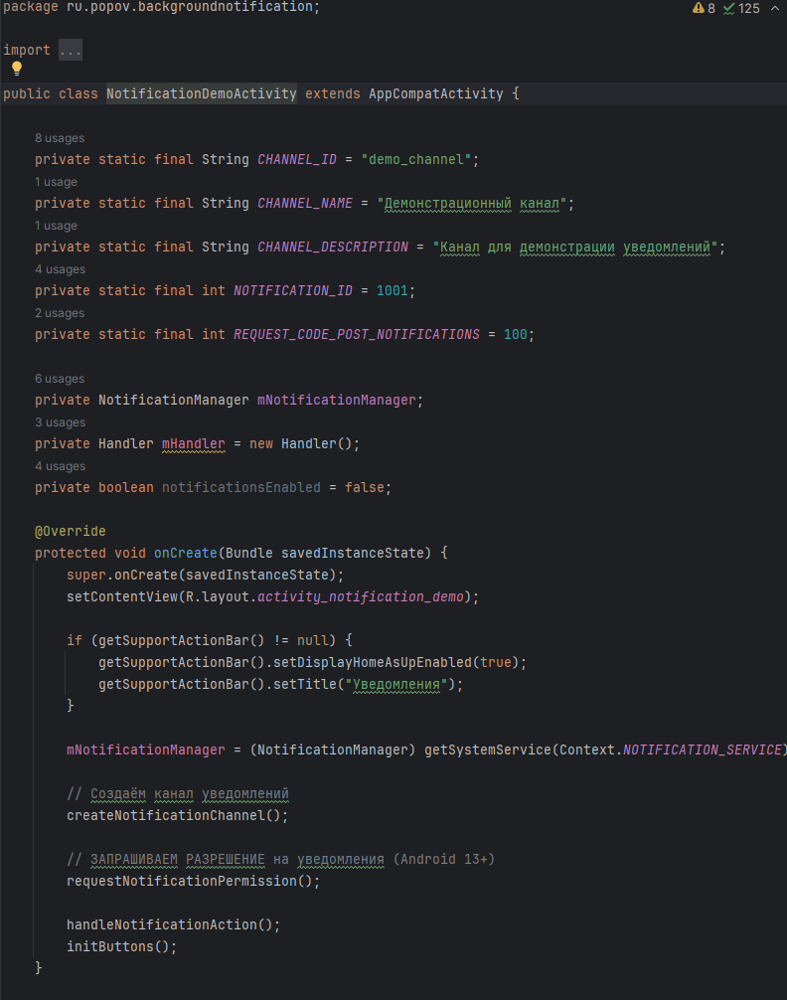 package ru.popov.backgroundnotification;
8 125
import ...
public class NotificationDemoActivity extends AppCompatActivity {
8 usages
private static final String CHANNEL_ID = "demo_channel";
1 usage
private static final String CHANNEL_NAME = "Демонстрационный канал";
1 usage
private static final String CHANNEL_DESCRIPTION = "Канал для демонстрации уведомлений";
4 usages
private static final int NOTIFICATION_ID = 1001;
2 usages
private static final int REQUEST_CODE_POST_NOTIFICATIONS = 100;
6 usages
private NotificationManager mNotificationManager;
3 usages
private Handler mHandler = new Handler();
4 usages
private boolean notificationsEnabled = false;
@Override
protected void onCreate(Bundle savedInstanceState) {
super.onCreate(savedInstanceState);
setContentView(R.layout.activity_notification_demo);
if (getSupportActionBar() != null) {
getSupportActionBar().setDisplayHomeAsUpEnabled(true);
getSupportActionBar().setTitle("Уведомления");
}
mNotificationManager = (NotificationManager) getSystemService(Context.NOTIFICATION_SERVICE)
// Создаём канал уведомлений
createNotificationChannel();
// ЗАПРАШИВАЕМ РАЗРЕШЕНИЕ на уведомления (Android 13+)
requestNotificationPermission();
handleNotificationAction();
initButtons();
}